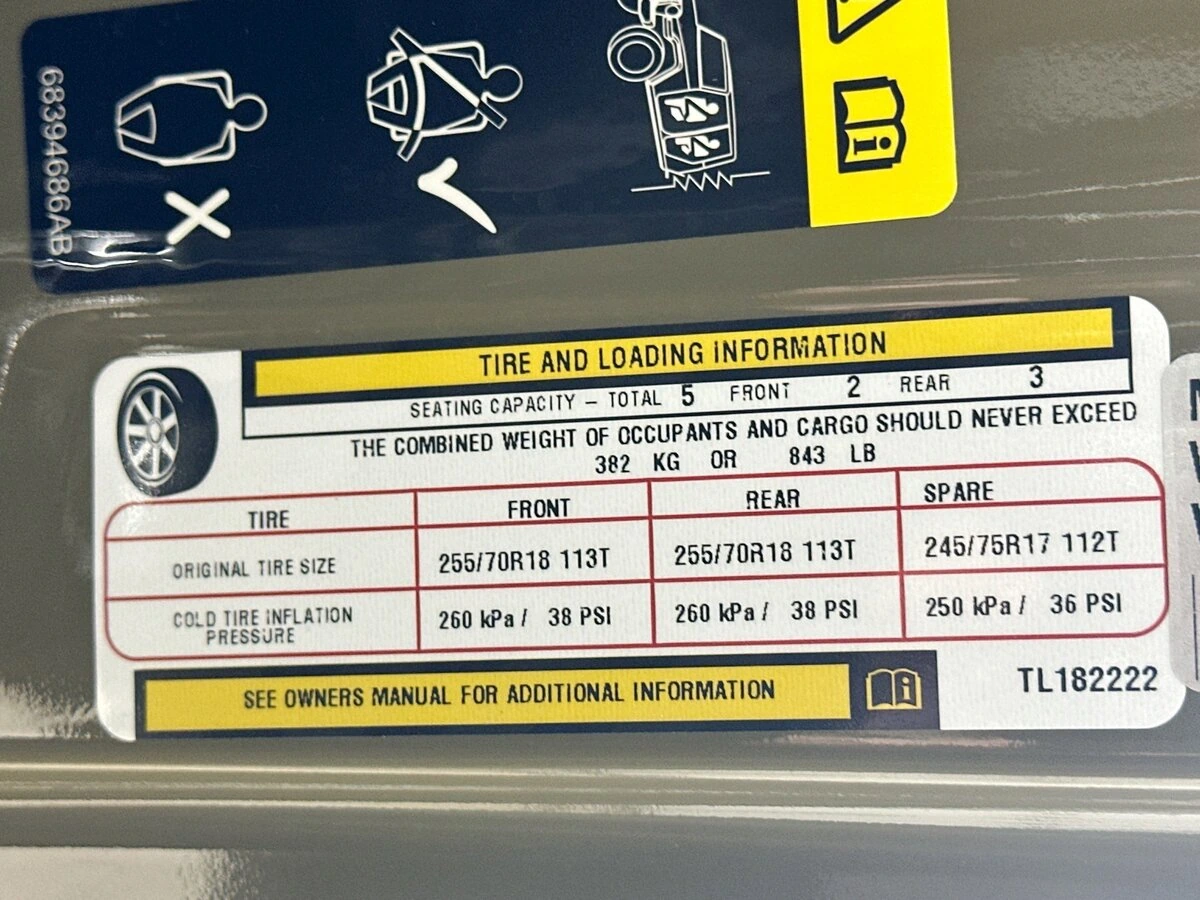 68394686AB
TIRE AND LOADING INFORMATION
SEATING CAPACITY – TOTAL 5 FRONT 2 REAR 3
THE COMBINED WEIGHT OF OCCUPANTS AND CARGO SHOULD NEVER EXCEED
382 KG OR 843 LB
TIRE FRONT REAR SPARE
ORIGINAL TIRE SIZE 255/70R18 113T 255/70R18 113T 245/75R17 112T
COLD TIRE INFLATION
PRESSURE 260 kPa / 38 PSI 260 kPa / 38 PSI 250 kPa / 36 PSI
SEE OWNERS MANUAL FOR ADDITIONAL INFORMATION
TL182222